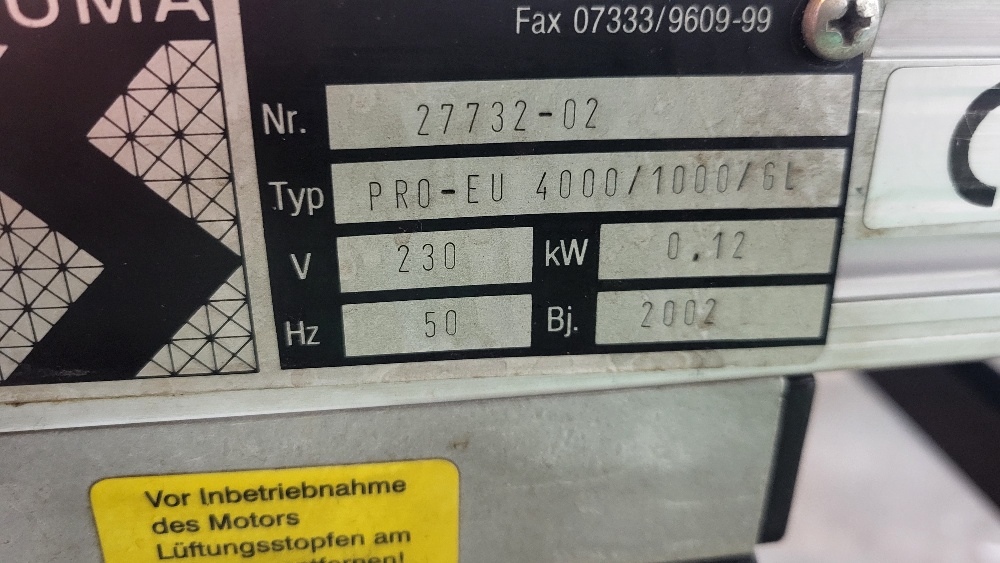 UMA
Fax 07333/9609-99
Nr. 27732-02
Typ PRO-EU 4000/1000/GL
V 230 kW 0.12
Hz 50 Bj. 2002
Vor Inbetriebnahme
des Motors
Lüftungsstopfen am